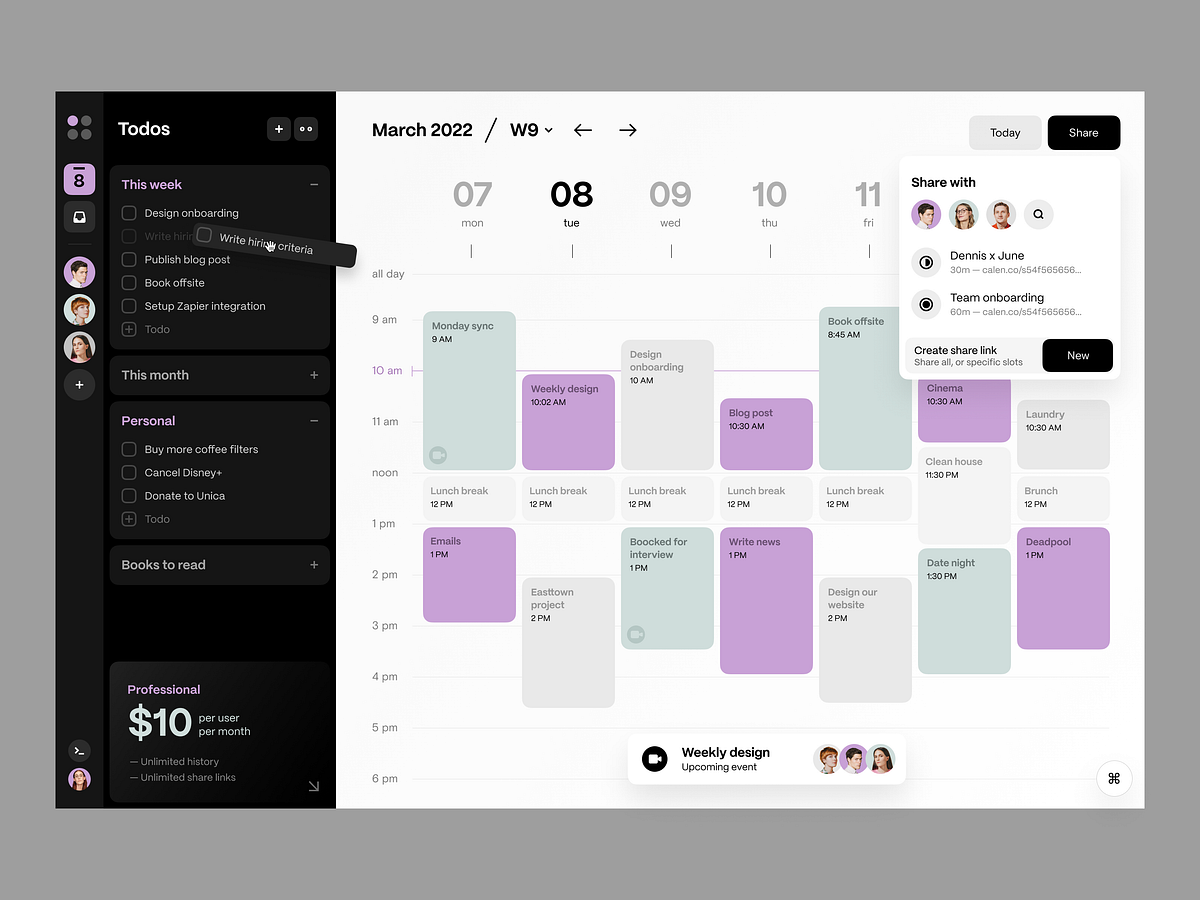 8
Todos
This week
Design onboarding
Write hiring criteria
Publish blog post
Book offsite
Setup Zapier integration
Todo
This month
Personal
Buy more coffee filters
Cancel Disney+
Donate to Unica
Todo
Books to read
Professional
$10
per user
per month
— Unlimited history
— Unlimited share links
March 2022 / W9
Today
Share
07
mon
08
tue
09
wed
10
thu
11
fri
Share with
Dennis x June
30m — calen.co/s54f565656...
Team onboarding
60m — calen.co/s54f565656...
Create share link
Share all, or specific slots
New
all day
9 am
10 am
11 am
noon
1 pm
2 pm
3 pm
4 pm
5 pm
6 pm
Monday sync
9 AM
Lunch break
12 PM
Emails
1 PM
Weekly design
10:02 AM
Lunch break
12 PM
Easttown
project
2 PM
Design
onboarding
10 AM
Lunch break
12 PM
Boocked for
interview
1 PM
Blog post
10:30 AM
Lunch break
12 PM
Write news
1 PM
Book offsite
8:45 AM
Lunch break
12 PM
Design our
website
2 PM
Cinema
10:30 AM
Clean house
11:30 PM
Date night
1:30 PM
Laundry
10:30 AM
Brunch
12 PM
Deadpool
1 PM
Weekly design
Upcoming event